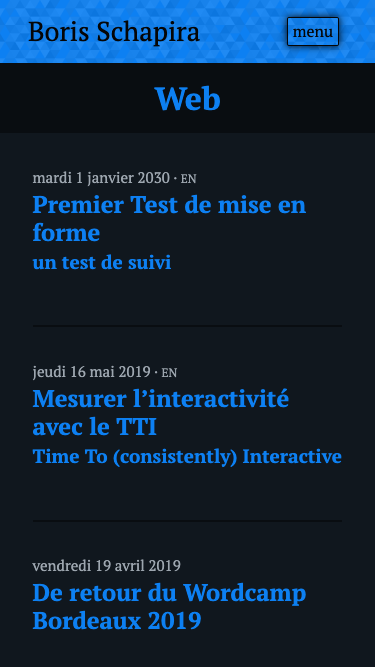 Boris Schapira
menu
Web
mardi 1 janvier 2030 · EN
Premier Test de mise en
forme
un test de suivi
jeudi 16 mai 2019 · EN
Mesurer l’interactivité
avec le TTI
Time To (consistently) Interactive
vendredi 19 avril 2019
De retour du Wordcamp
Bordeaux 2019